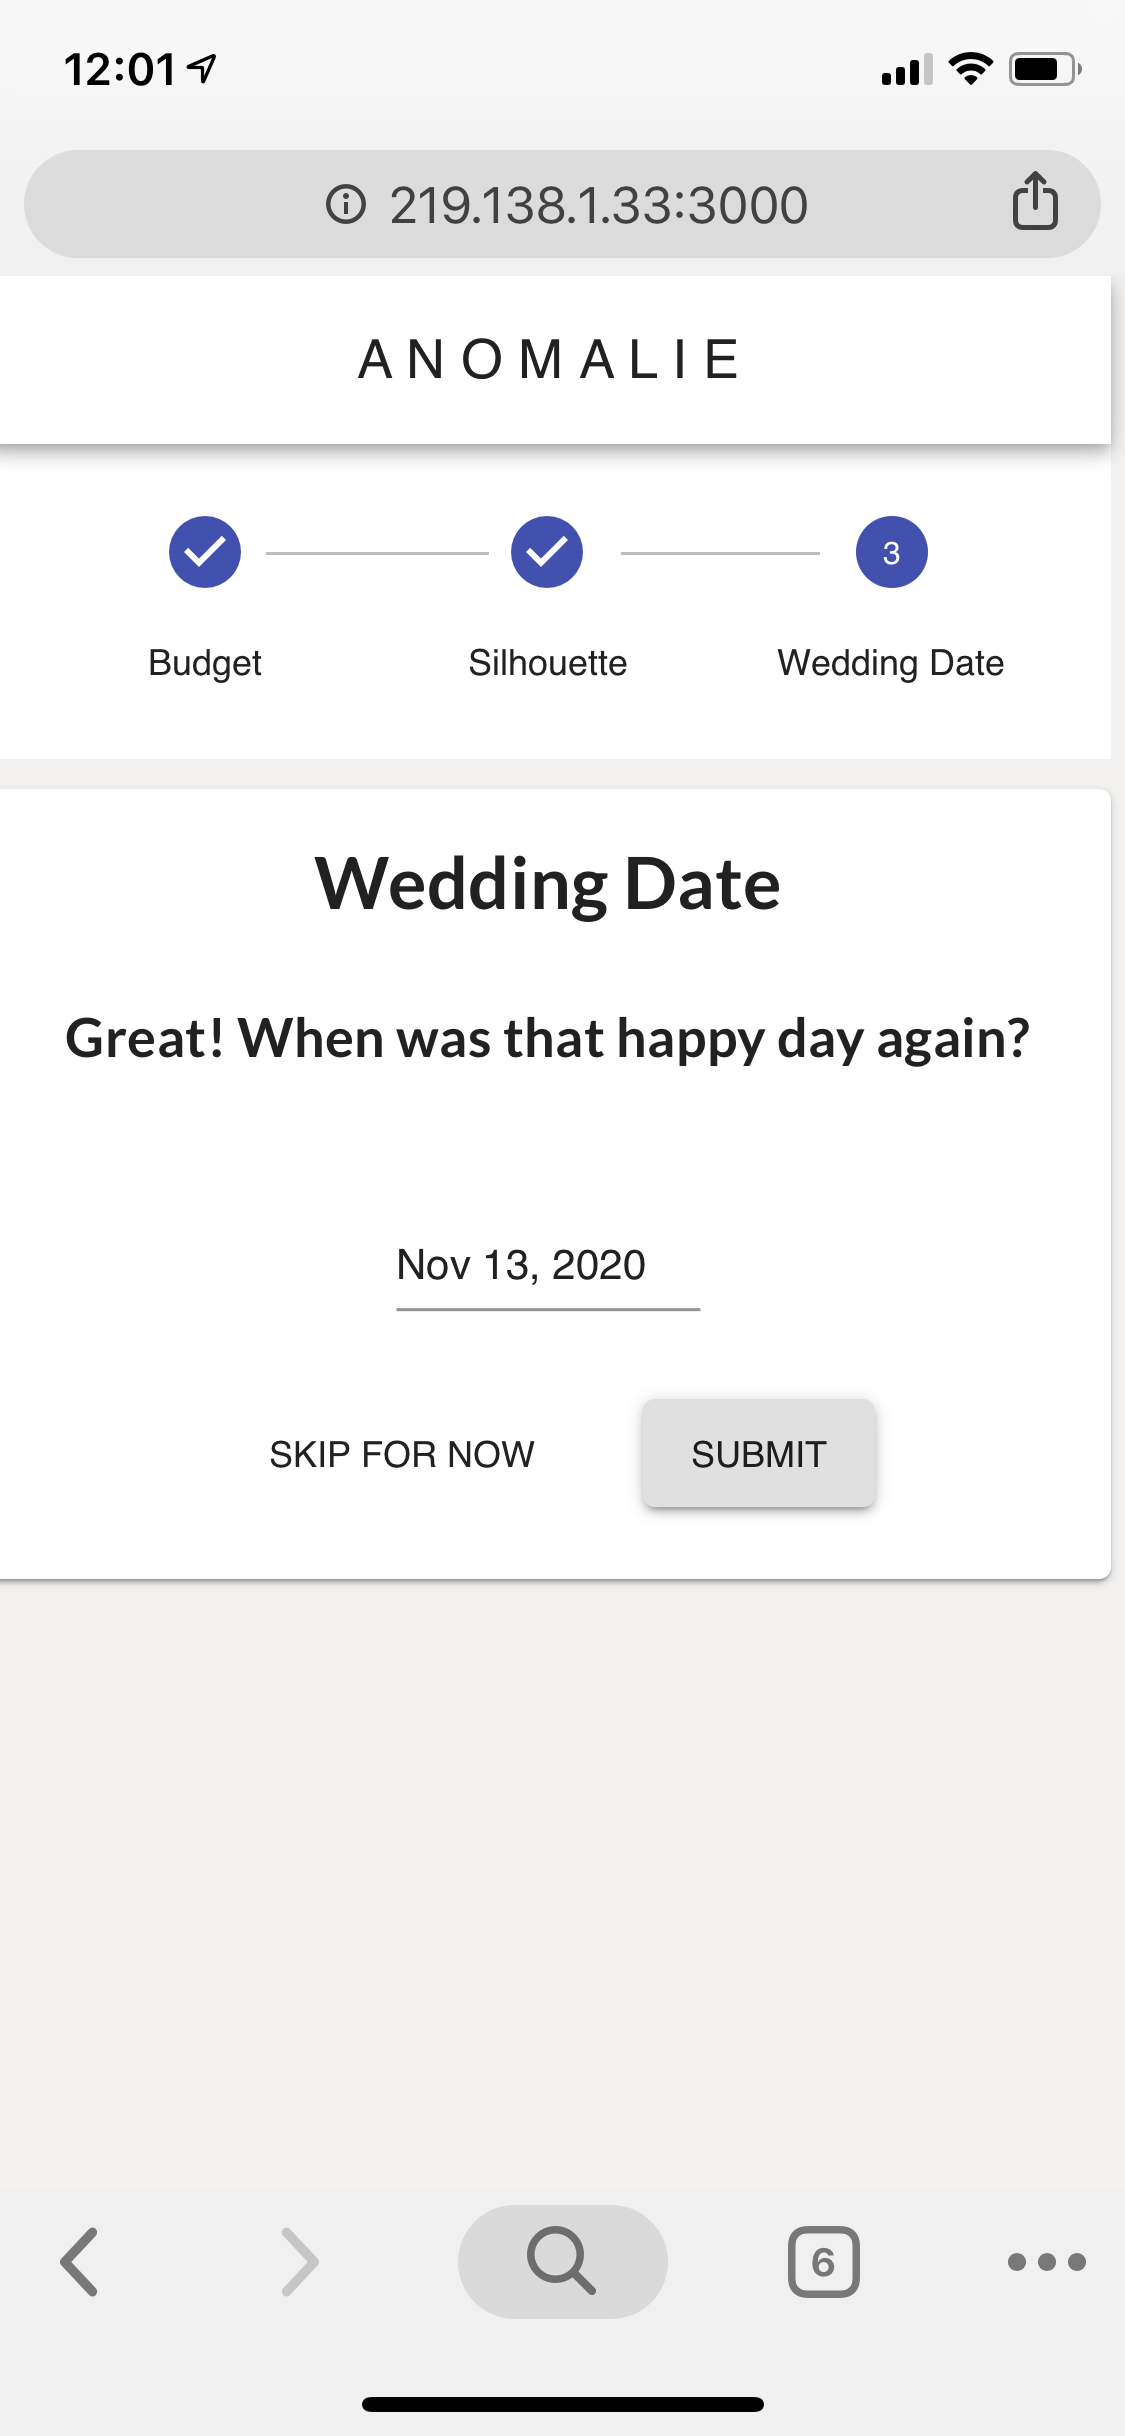 12:01
219.138.1.33:3000
ANOMALIE
3
Budget Silhouette Wedding Date
Wedding Date
Great! When was that happy day again?
Nov 13, 2020
SKIP FOR NOW SUBMIT
6